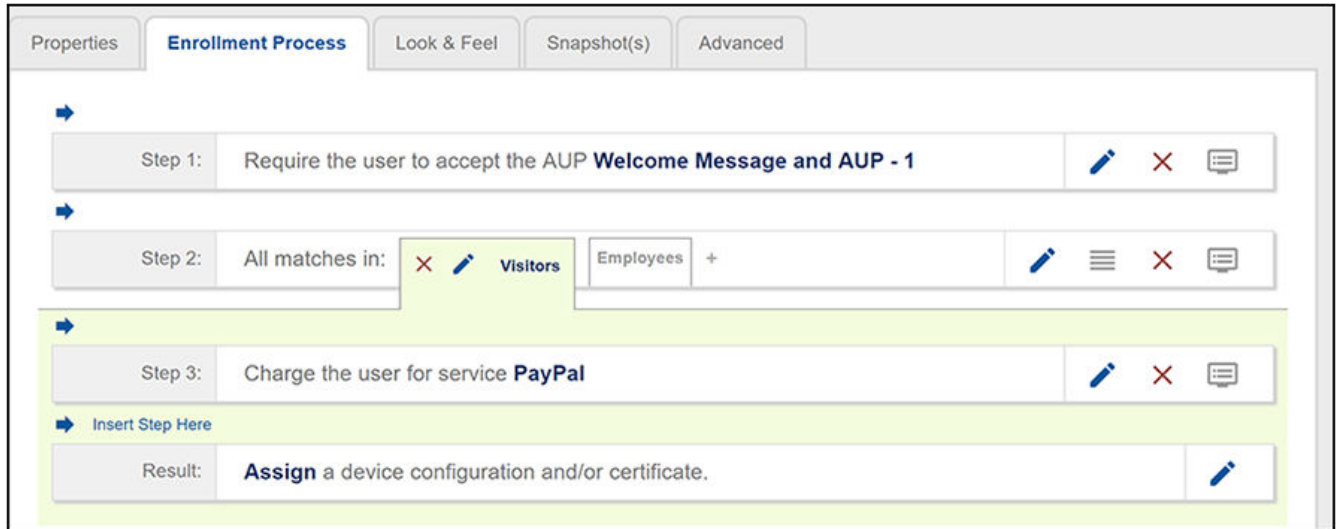 Properties Enrollment Process Look & Feel Snapshot(s) Advanced
Step 1: Require the user to accept the AUP Welcome Message and AUP - 1
Step 2: All matches in: Visitors Employees +
Step 3: Charge the user for service PayPal
Insert Step Here
Result: Assign a device configuration and/or certificate.